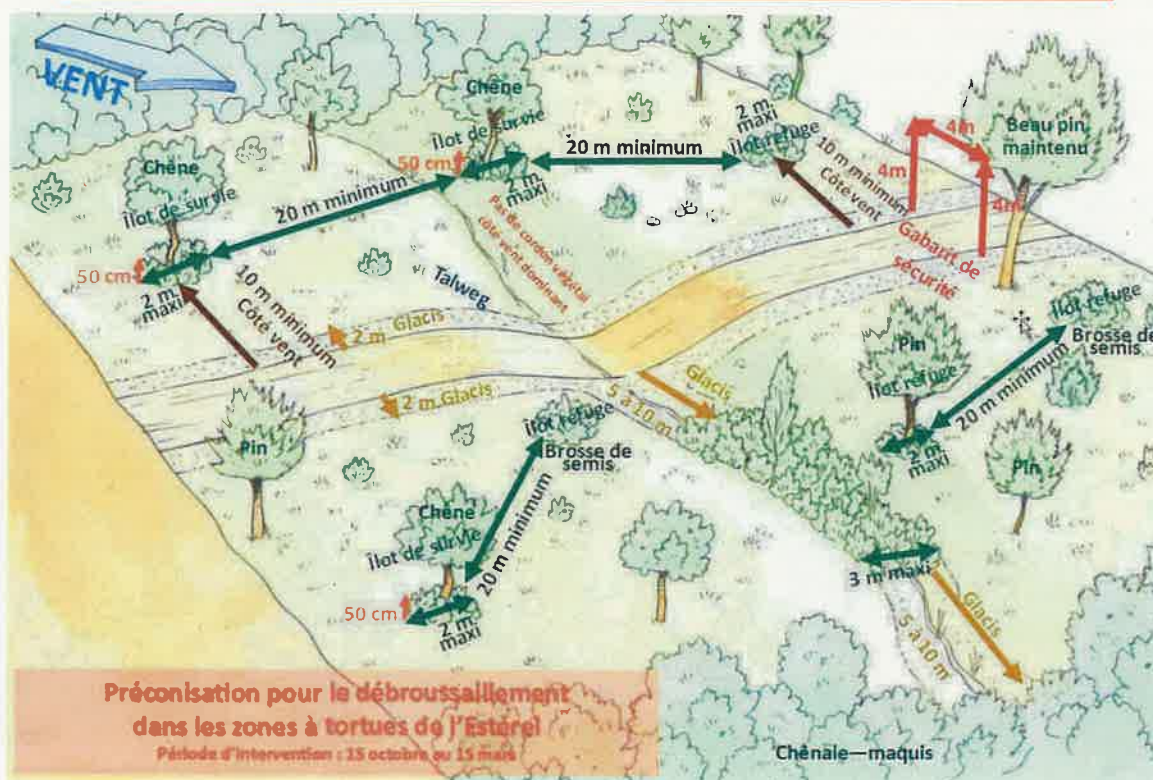 VENT
Chêne
Îlot de survie
50 cm
2 m. maxi
20 m minimum
Chêne
Îlot de survie
50 cm
2 m. maxi
20 m minimum
2 m. maxi
Îlot refuge
10 m minimum
Côté vent
4m
4m
4m
Gabarit de sécurité
Beau pin maintenu
10 m minimum
Côté vent
Talweg
Pas de cordon végétal
côté vent dominant
2 m
Glacis
2 m.Glacis
Glacis
5 à 10 m
Pin
Îlot refuge
Brosse de semis
20 m minimum
Chêne
Îlot de survie
50 cm
2 m. maxi
Pin
Îlot refuge
2 m. maxi
20 m minimum
Îlot refuge
Brosse de semis
Pin
3 m maxi
Glacis
5 à 10 m
Chênaie—maquis
Préconisation pour le débroussaillement
dans les zones à tortues de l'Estérel
Période d'intervention : 15 octobre au 15 mars